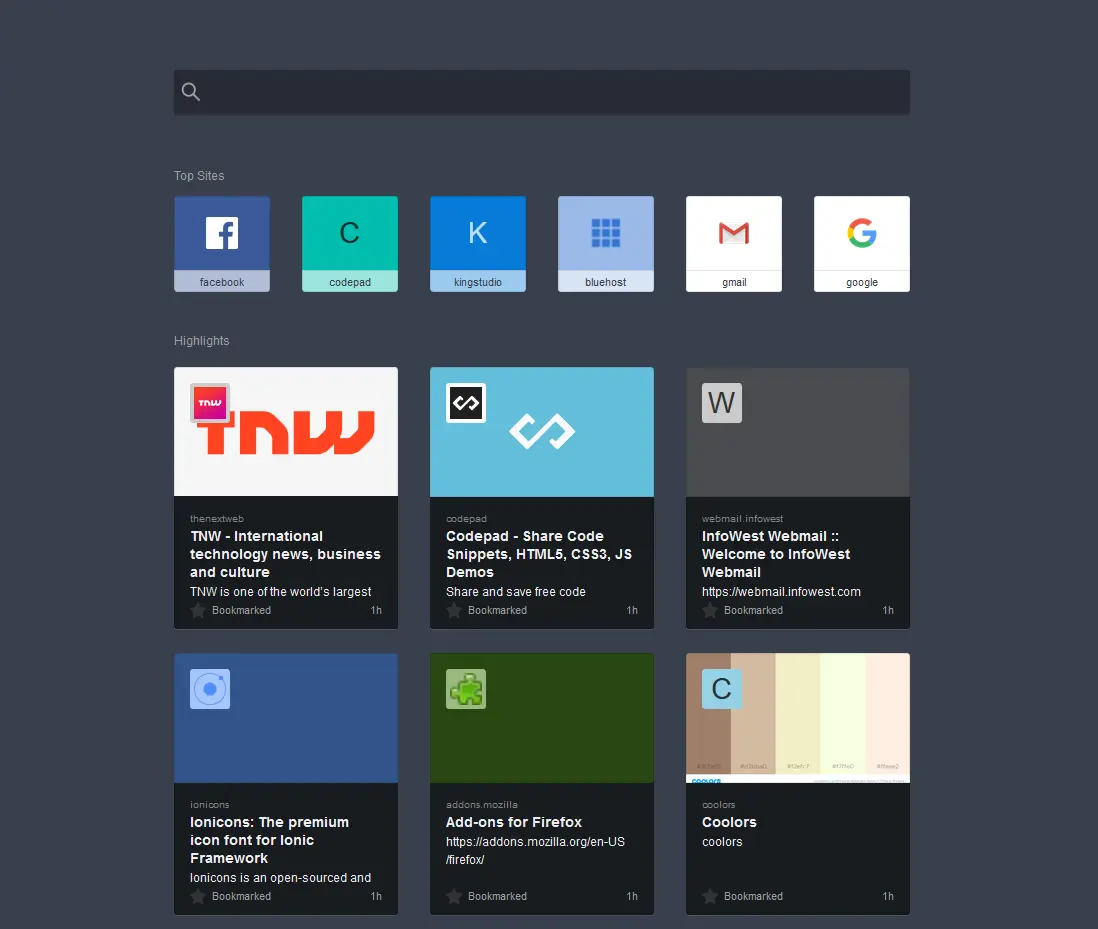 Top Sites
C
K
facebook
codepad
kingstudio
bluehost
gmail
google
Highlights
TNW
TNW
W
thenextweb
TNW - International
technology news, business
and culture
TNW is one of the world's largest
Bookmarked 1h
codepad
Codepad - Share Code
Snippets, HTML5, CSS3, JS
Demos
Share and save free code
Bookmarked 1h
webmail.infowest
InfoWest Webmail ::
Welcome to InfoWest
Webmail
https://webmail.infowest.com
Bookmarked 1h
C
coolors
ionicons
Ionicons: The premium
icon font for Ionic
Framework
Ionicons is an open-sourced and
Bookmarked 1h
addons.mozilla
Add-ons for Firefox
https://addons.mozilla.org/en-US
/firefox/
Bookmarked 1h
coolors
Coolors
coolors
Bookmarked 1h